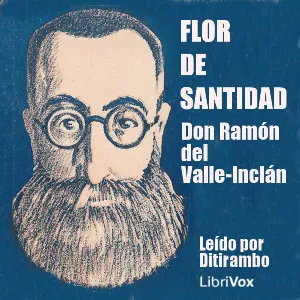 FLOR
DE
SANTIDAD
Don Ramón
del
Valle-Inclán
Leído por
Ditirambo
LibriVox